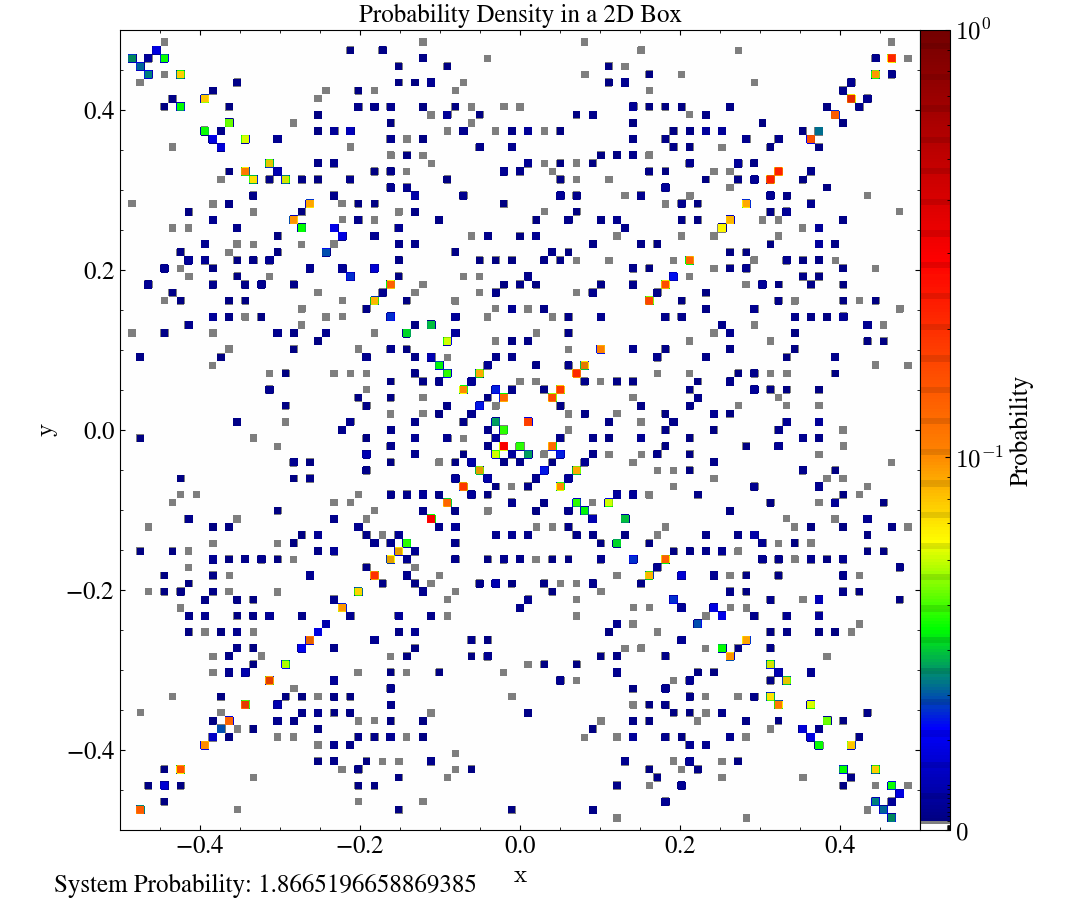 Probability Density in a 2D Box
10⁰
0.4
0.2
y
0.0
Probability
10⁻¹
−0.2
−0.4
0
−0.4 −0.2 0.0 0.2 0.4
x
System Probability: 1.8665196658869385